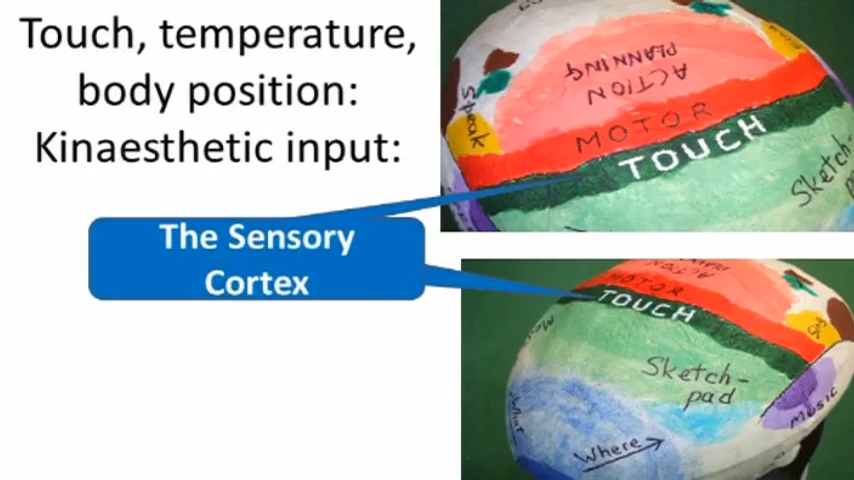 Touch, temperature,
body position:
Kinaesthetic input:
The Sensory
Cortex
PLANNING
ACTION
MOTOR
TOUCH
Speak
Sketch-
MOTOR
TOUCH
Sketch-
pad
Music
What
Where